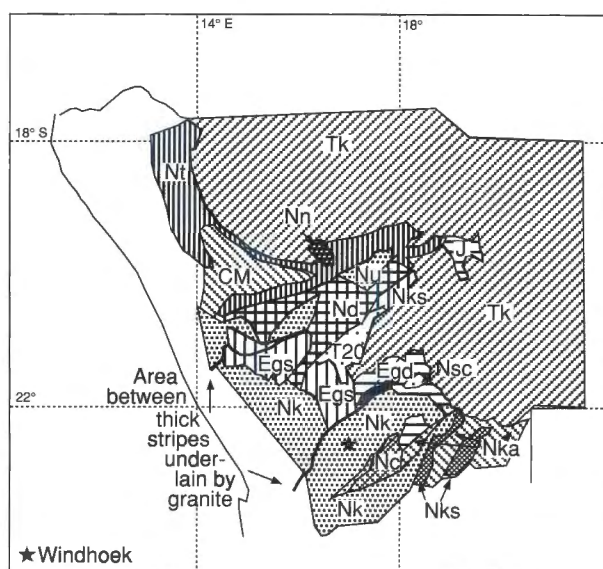 14° E
18°
18° S
Tk
Nt
Nn
J
CM
Nu
Nks
Nd
Tk
T20
Egs
Egd
Nsc
Egs
Area
between
thick
stripes
under-
lain by
granite
22°
Nk
Nk
Nka
Nd
Nk
Nks
★ Windhoek